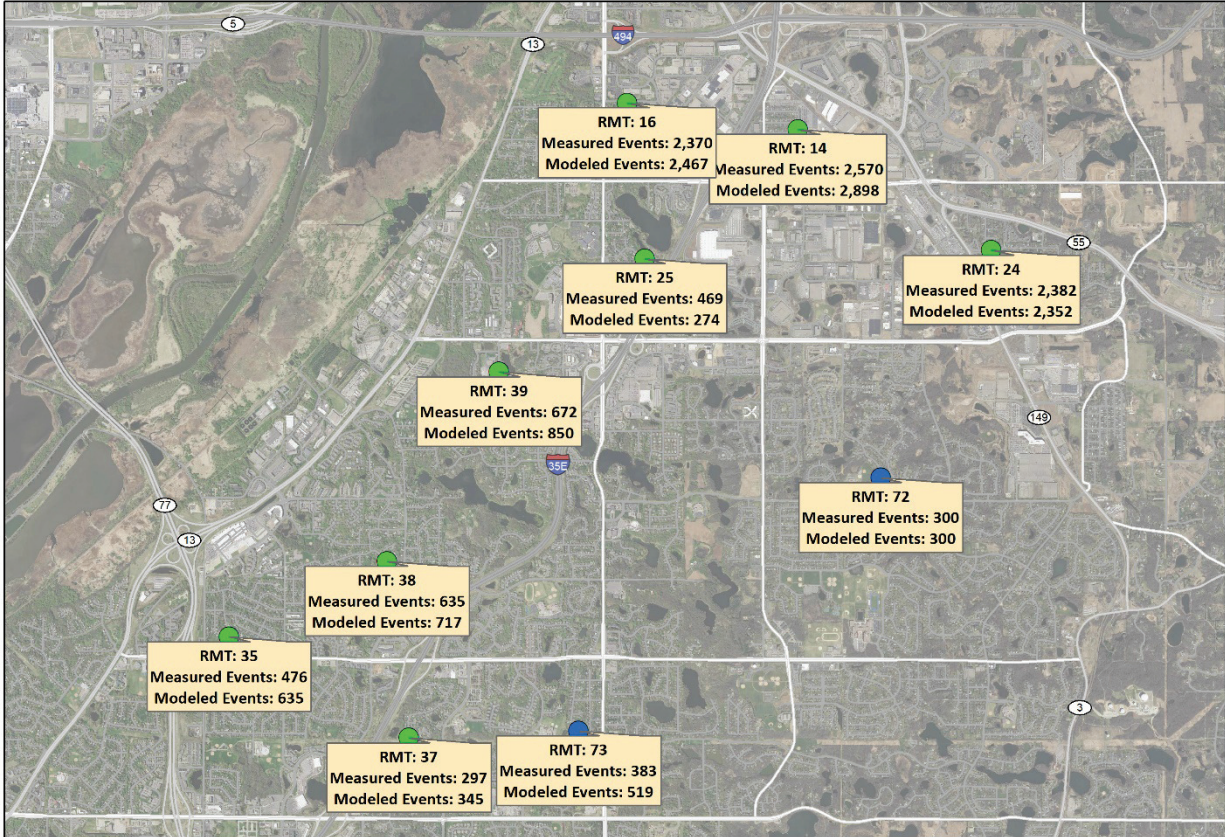 5
13
494
RMT: 16
Measured Events: 2,370
Modeled Events: 2,467
RMT: 14
Measured Events: 2,570
Modeled Events: 2,898
55
RMT: 25
Measured Events: 469
Modeled Events: 274
RMT: 24
Measured Events: 2,382
Modeled Events: 2,352
RMT: 39
Measured Events: 672
Modeled Events: 850
149
35E
RMT: 72
Measured Events: 300
Modeled Events: 300
77
13
RMT: 38
Measured Events: 635
Modeled Events: 717
RMT: 35
Measured Events: 476
Modeled Events: 635
3
RMT: 37
Measured Events: 297
Modeled Events: 345
RMT: 73
Measured Events: 383
Modeled Events: 519